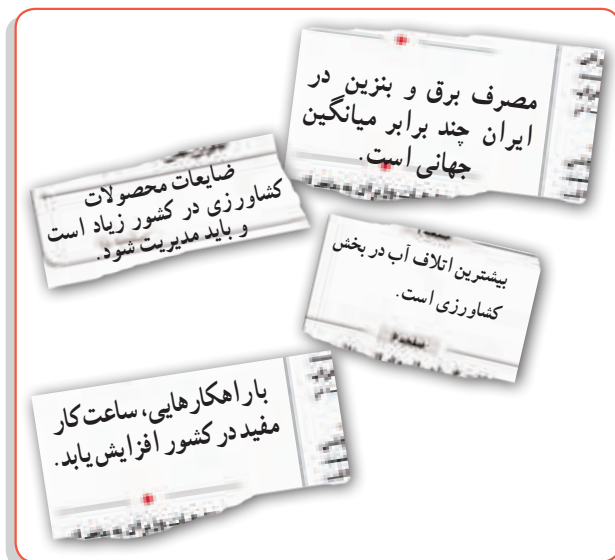 مصرف برق و بنزین در
ایران چند برابر میانگین
جهانی است.
ضایعات محصولات
کشاورزی در کشور زیاد است
و باید مدیریت شود.
بیشترین اتلاف آب در بخش
کشاورزی است.
با راهکارهایی، ساعت کار
مفید در کشور افزایش یابد.